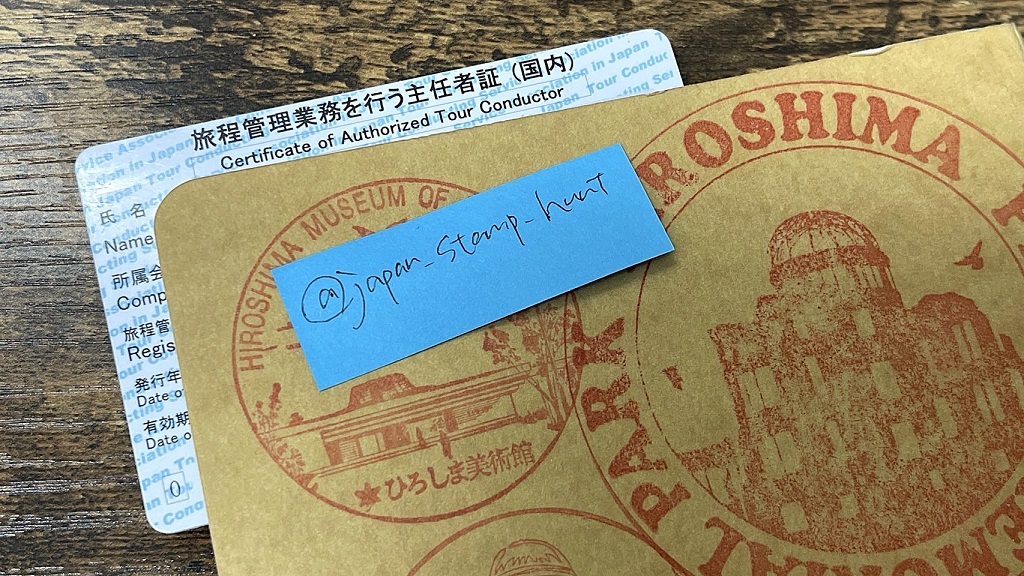 旅程管理業務を行う主任者証 (国内)
Certificate of Authorized Tour Conductor
氏 名
Name
所属会
Comp
旅程管
Regis
発行年
Date o
有効期
Date o
@japan_stamp_hunt
HIROSHIMA MUSEUM OF
ひろしま美術館
HIROSHIMA
MEMORIAL
PARK